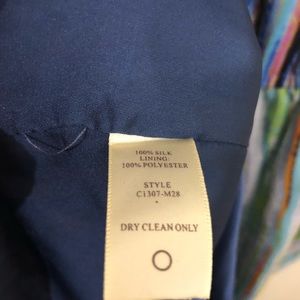 100% SILK
LINING:
100% POLYESTER
STYLE
C1307-M28
DRY CLEAN ONLY